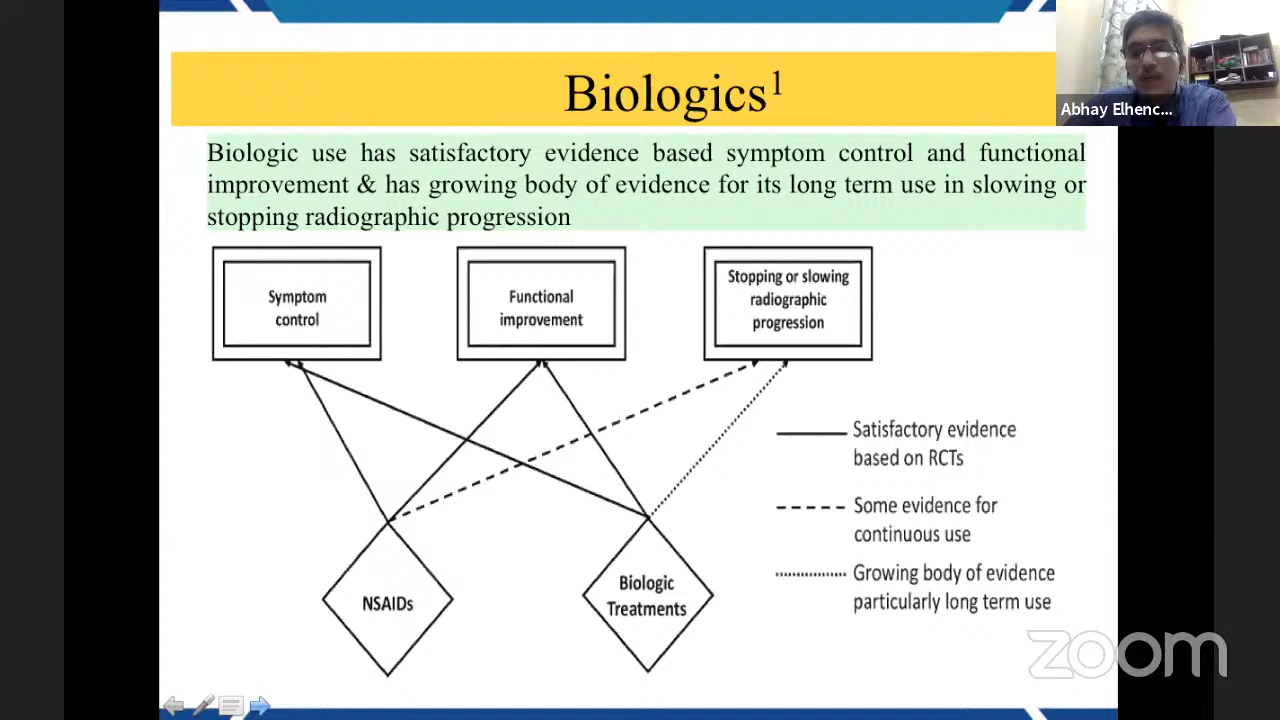 Biologics¹
Abhay Elhenc...
Biologic use has satisfactory evidence based symptom control and functional
improvement & has growing body of evidence for its long term use in slowing or
stopping radiographic progression
Symptom
control
Functional
improvement
Stopping or slowing
radiographic
progression
Satisfactory evidence
based on RCTs
Some evidence for
continuous use
Growing body of evidence
particularly long term use
NSAIDs
Biologic
Treatments
zoom